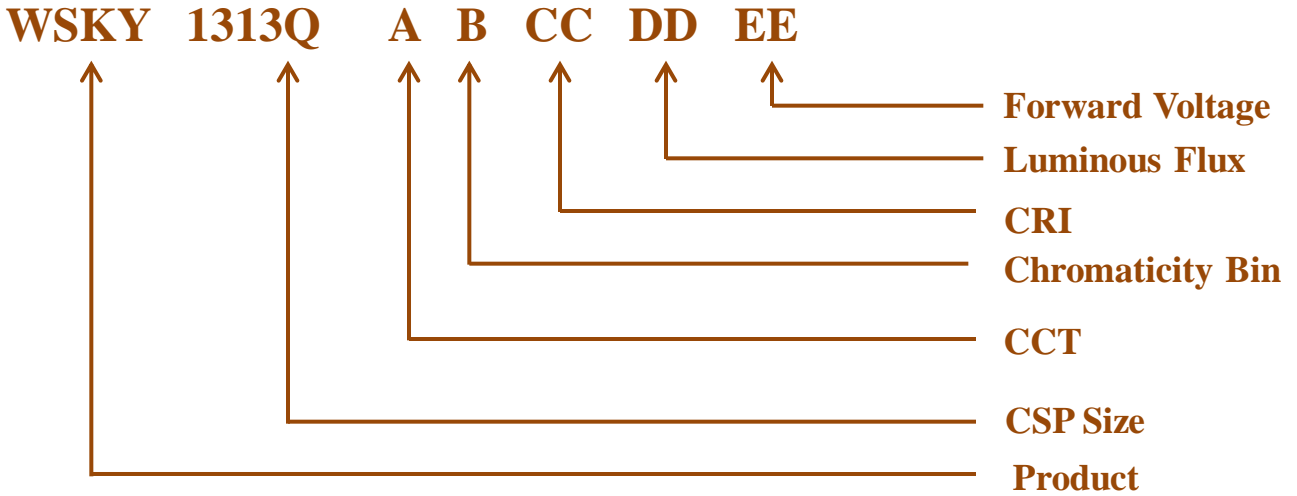 WSKY 1313Q A B CC DD EE
Forward Voltage
Luminous Flux
CRI
Chromaticity Bin
CCT
CSP Size
Product